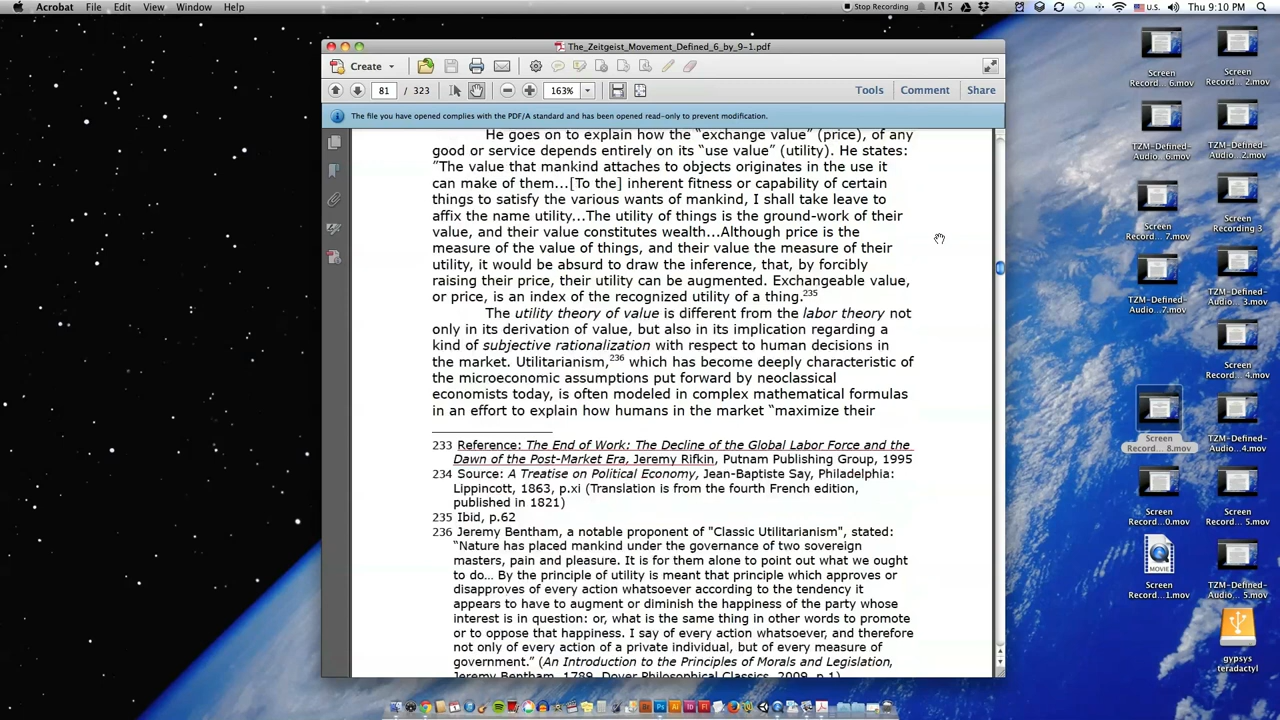 Acrobat File Edit View Window Help
Stop Recording 5 U.S. Thu 9:10 PM
The_Zeitgeist_Movement_Defined_6_by_9-1.pdf
Create
81 / 323 163% Tools Comment Share
The file you have opened complies with the PDF/A standard and has been opened read-only to prevent modification.
He goes on to explain how the “exchange value” (price), of any
good or service depends entirely on its “use value” (utility). He states:
“The value that mankind attaches to objects originates in the use it
can make of them...[To the] inherent fitness or capability of certain
things to satisfy the various wants of mankind, I shall take leave to
affix the name utility...The utility of things is the ground-work of their
value, and their value constitutes wealth...Although price is the
measure of the value of things, and their value the measure of their
utility, it would be absurd to draw the inference, that, by forcibly
raising their price, their utility can be augmented. Exchangeable value,
or price, is an index of the recognized utility of a thing.235
The utility theory of value is different from the labor theory not
only in its derivation of value, but also in its implication regarding a
kind of subjective rationalization with respect to human decisions in
the market. Utilitarianism,236 which has become deeply characteristic of
the microeconomic assumptions put forward by neoclassical
economists today, is often modeled in complex mathematical formulas
in an effort to explain how humans in the market “maximize their
233 Reference: The End of Work: The Decline of the Global Labor Force and the
Dawn of the Post-Market Era, Jeremy Rifkin, Putnam Publishing Group, 1995
234 Source: A Treatise on Political Economy, Jean-Baptiste Say, Philadelphia:
Lippincott, 1863, p.xi (Translation is from the fourth French edition,
published in 1821)
235 Ibid, p.62
236 Jeremy Bentham, a notable proponent of "Classic Utilitarianism", stated:
“Nature has placed mankind under the governance of two sovereign
masters, pain and pleasure. It is for them alone to point out what we ought
to do... By the principle of utility is meant that principle which approves or
disapproves of every action whatsoever according to the tendency it
appears to have to augment or diminish the happiness of the party whose
interest is in question: or, what is the same thing in other words to promote
or to oppose that happiness. I say of every action whatsoever, and therefore
not only of every action of a private individual, but of every measure of
government.” (An Introduction to the Principles of Morals and Legislation,
Jeremy Bentham, 1789, Dover Philosophical Classics, 2009, p.1)
Screen
Record... 6.mov
Screen
Record... 2.mov
TZM-Defined-
Audio... 6.mov
TZM-Defined-
Audio... 2.mov
Screen
Record... 7.mov
Screen
Recording 3
TZM-Defined-
Audio... 7.mov
TZM-Defined-
Audio... 3.mov
Screen
Record... 4.mov
Screen
Record... 8.mov
TZM-Defined-
Audio... 4.mov
Screen
Record... 0.mov
Screen
Record... 5.mov
MOVIE
Screen
Record... 1.mov
TZM-Defined-
Audio... 5.mov
gypsys
teradactyl